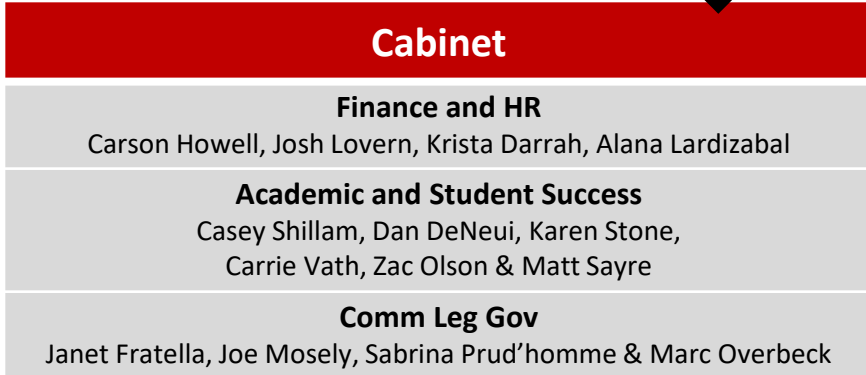 Cabinet
Finance and HR
Carson Howell, Josh Lovern, Krista Darrah, Alana Lardizabal
Academic and Student Success
Casey Shillam, Dan DeNeui, Karen Stone,
Carrie Vath, Zac Olson & Matt Sayre
Comm Leg Gov
Janet Fratella, Joe Mosely, Sabrina Prud’homme & Marc Overbeck